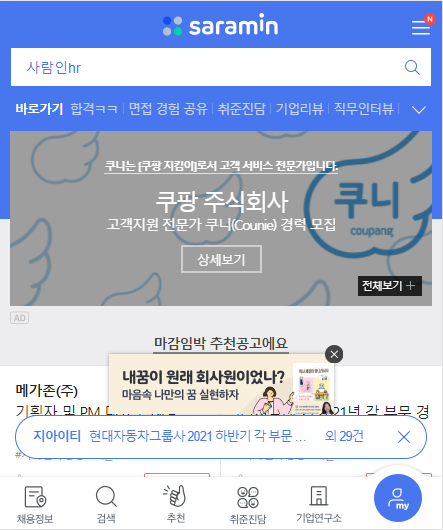 saramin
N
사람인hr
바로가기 합격ㅋㅋ 면접 경험 공유 취준진담 기업리뷰 직무인터뷰
쿠니는 [쿠팡 지킴이]로서 고객 서비스 전문가입니다.
쿠팡 주식회사
고객지원 전문가 쿠니(Counie) 경력 모집
상세보기
쿠니
coupang
전체보기 +
AD
마감임박 추천공고에요
내꿈이 원래 회사원이었나?
마음속 나만의 꿈 실현하자
메가존(주)
기획자 및 PM
21년 각 부문 경
지아이티 현대자동차그룹사 2021 하반기 각 부문 ... 외 29건
채용정보 검색 추천 취준진담 기업연구소 my